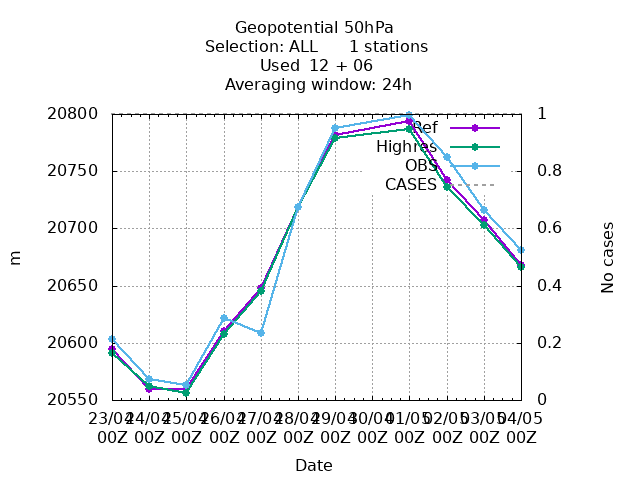 Geopotential 50hPa
Selection: ALL      1 stations
Used  12 + 06
Averaging window: 24h
20800
20750
20700
20650
20600
20550
m
1
0.8
0.6
0.4
0.2
0
No cases
Ref
Highres
OBS
CASES
23/04 24/04 25/04 26/04 27/04 28/04 29/04 30/04 01/05 02/05 03/05 04/05
00Z 00Z 00Z 00Z 00Z 00Z 00Z 00Z 00Z 00Z 00Z 00Z
Date